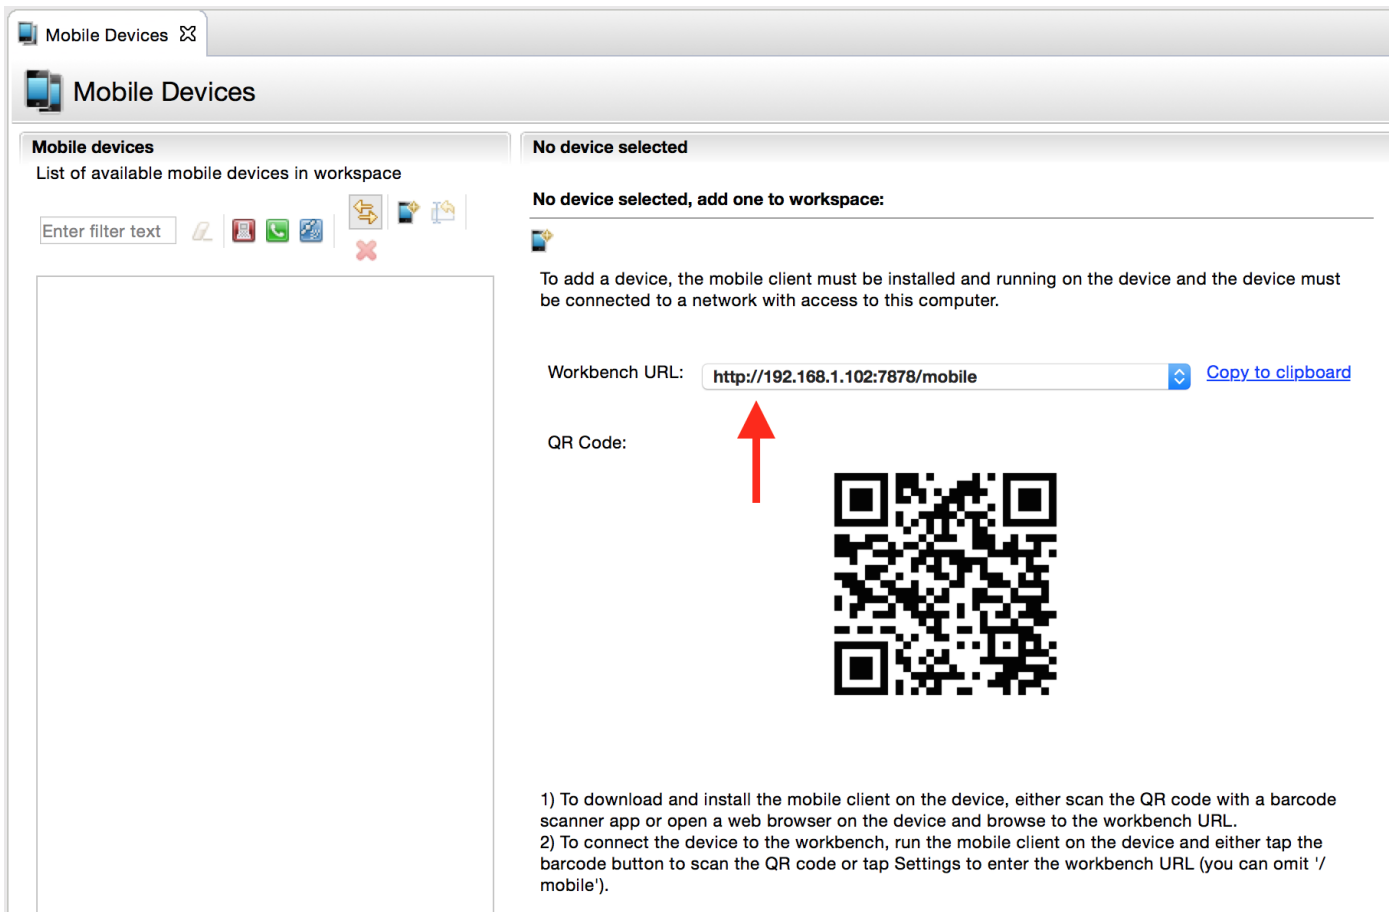 Mobile Devices
Mobile Devices
Mobile devices
List of available mobile devices in workspace
Enter filter text
No device selected
No device selected, add one to workspace:
To add a device, the mobile client must be installed and running on the device and the device must
be connected to a network with access to this computer.
Workbench URL:
http://192.168.1.102:7878/mobile
Copy to clipboard
QR Code:
1) To download and install the mobile client on the device, either scan the QR code with a barcode
scanner app or open a web browser on the device and browse to the workbench URL.
2) To connect the device to the workbench, run the mobile client on the device and either tap the
barcode button to scan the QR code or tap Settings to enter the workbench URL (you can omit '/
mobile').